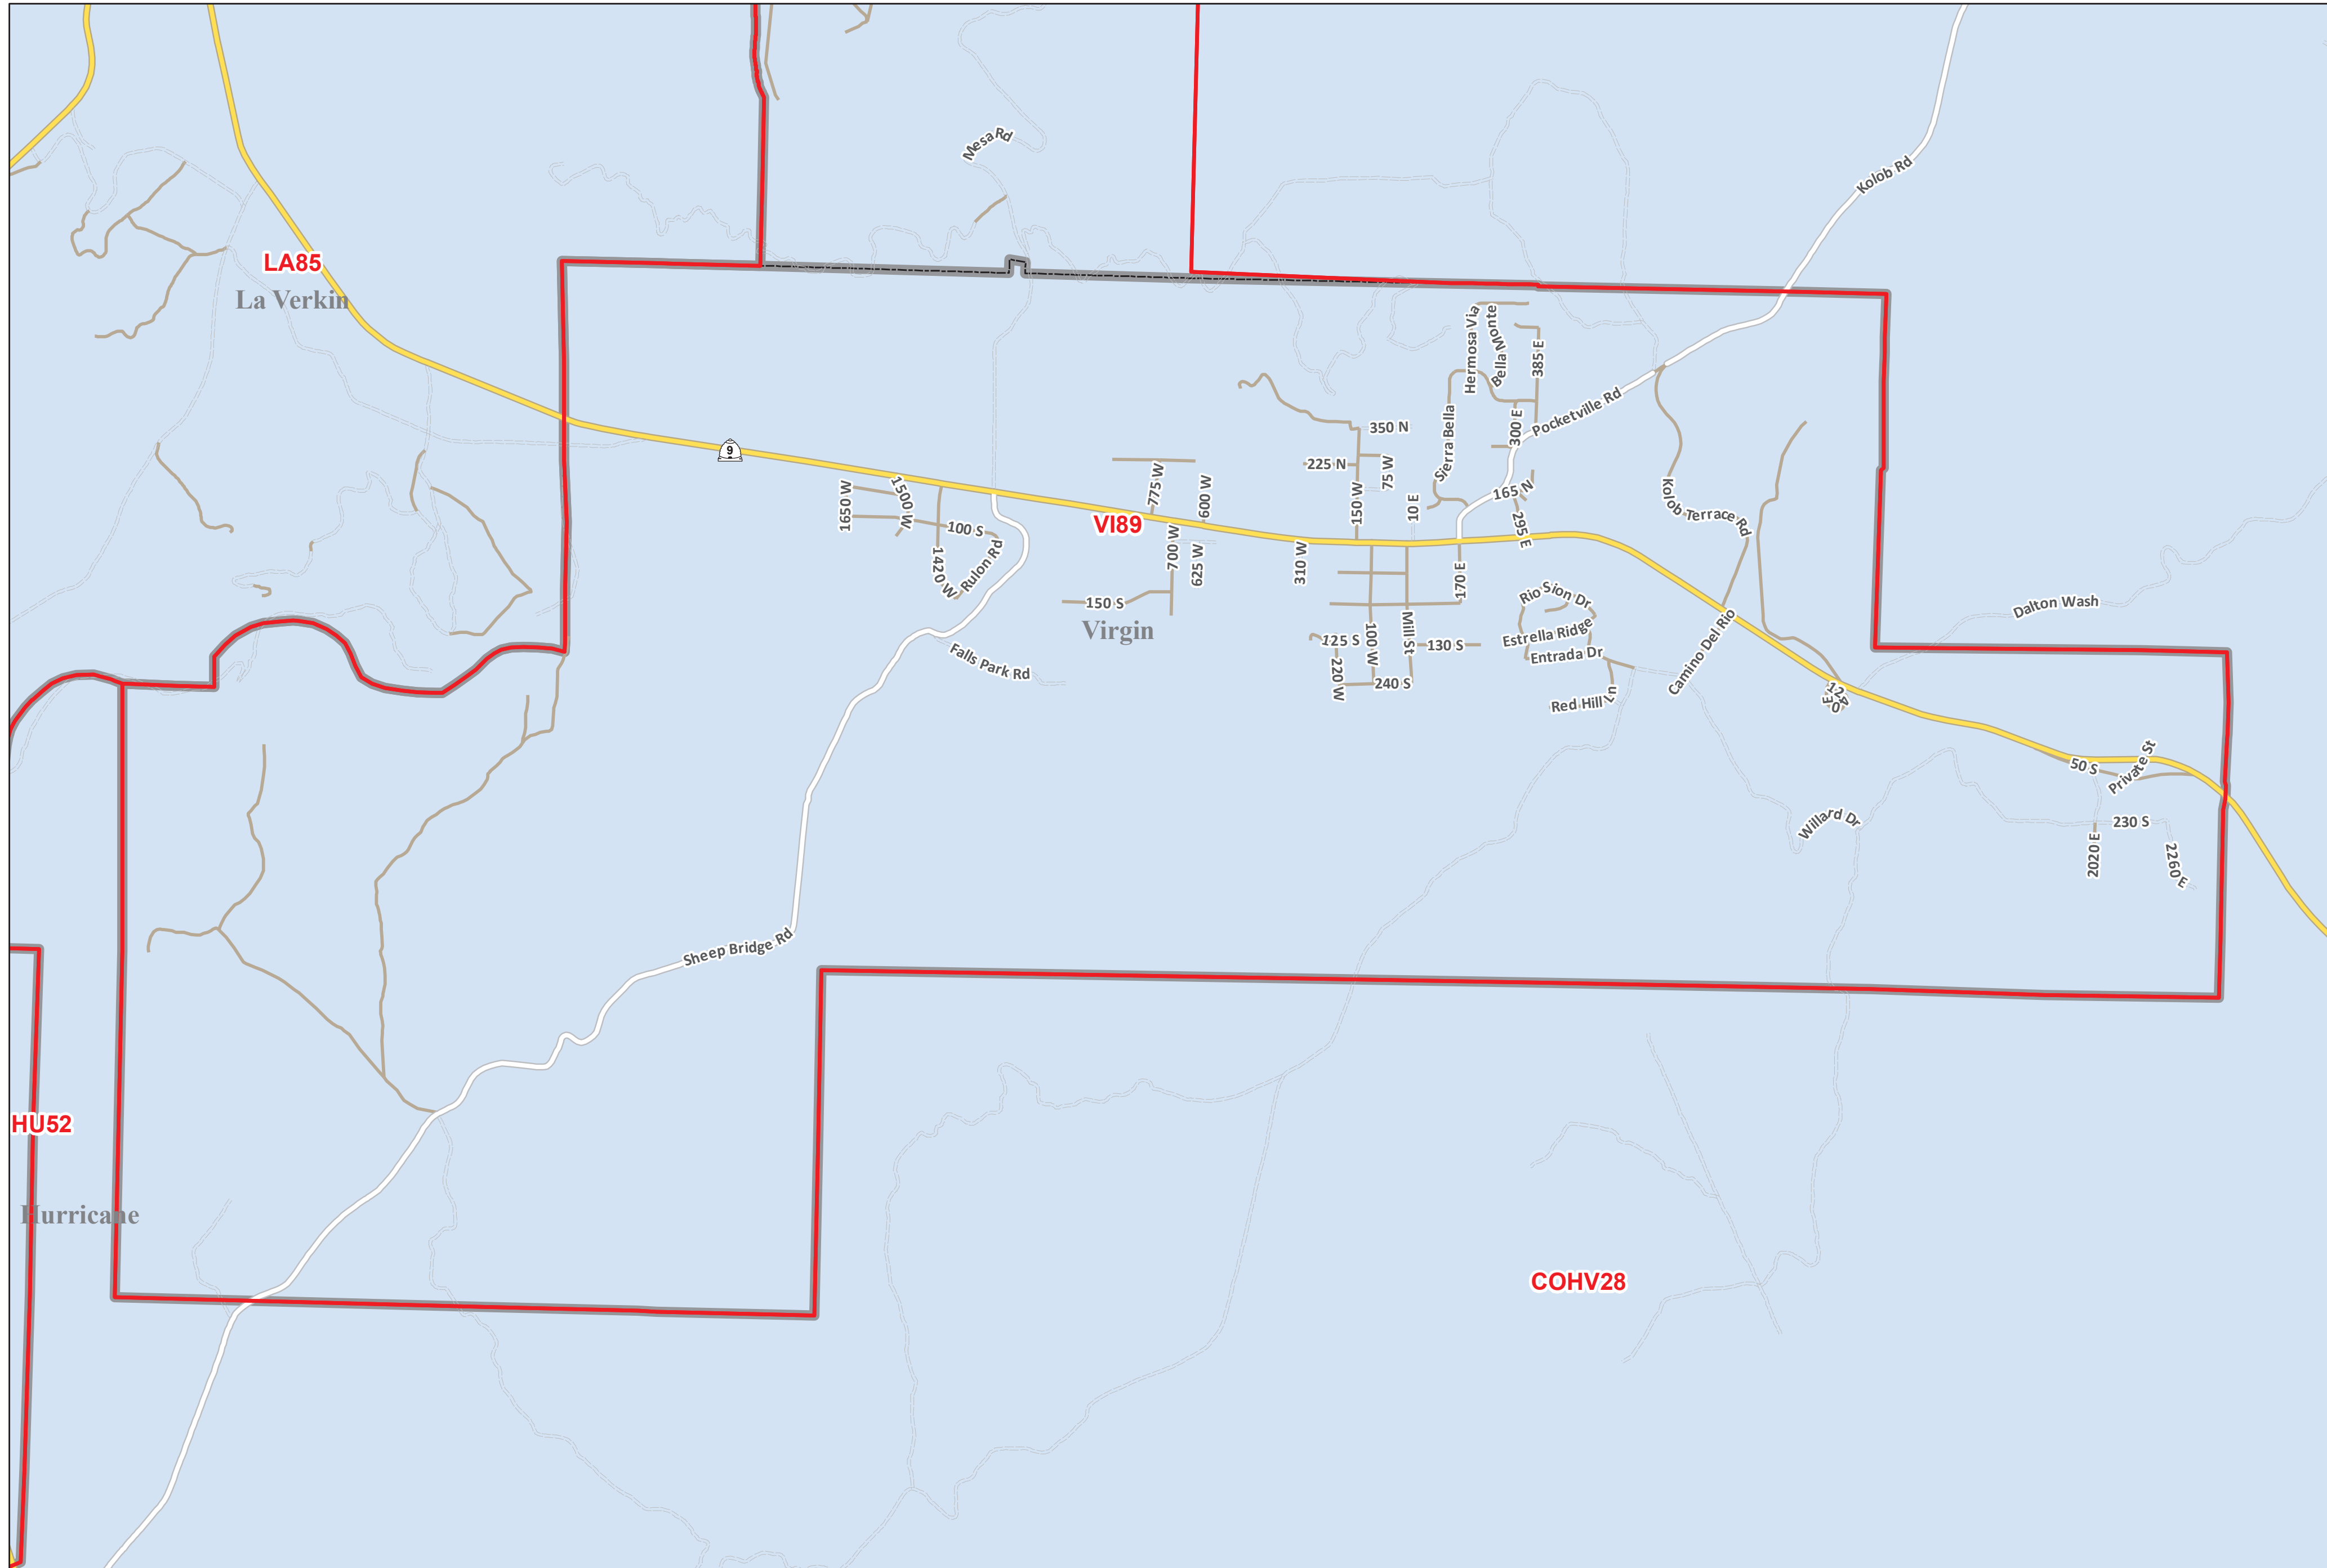 Mesa Rd
Kolob Rd
LA85
La Verkin
Hermosa Via
Bella Monte
385 E
Pocketville Rd
300 E
350 N
Sierra Bella
9
225 N
75 W
775 W
600 W
1650 W
1500 W
150 W
10 E
165 N
Kolob Terrace Rd
VI89
100 S
295 E
700 W
625 W
310 W
170 E
1420 W
Rulon Rd
Rio Sion Dr
150 S
Dalton Wash
Virgin
Mill St
100 W
125 S
130 S
Estrella Ridge
Entrada Dr
Camino Del Rio
Falls Park Rd
220 W
240 S
Red Hill Ln
1240 E
50 S
Private St
Willard Dr
230 S
2020 E
2260 E
Sheep Bridge Rd
HU52
Hurricane
COHV28